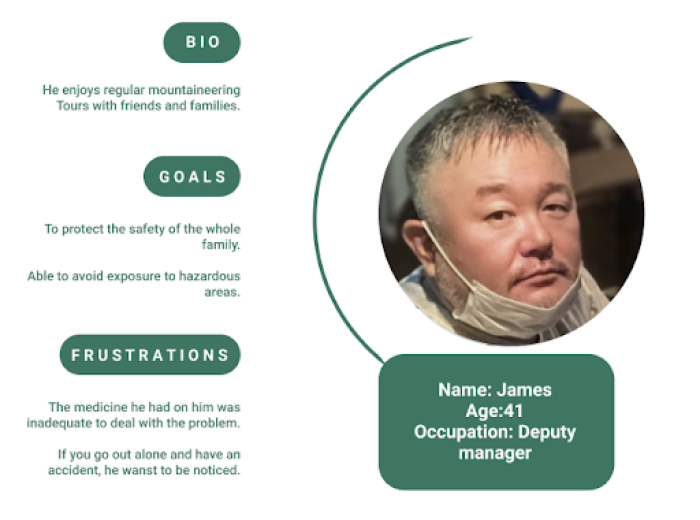 BIO
He enjoys regular mountaineering
Tours with friends and families.
GOALS
To protect the safety of the whole
family.
Able to avoid exposure to hazardous
areas.
FRUSTRATIONS
The medicine he had on him was
inadequate to deal with the problem.
If you go out alone and have an
accident, he wanst to be noticed.
Name: James
Age:41
Occupation: Deputy
manager